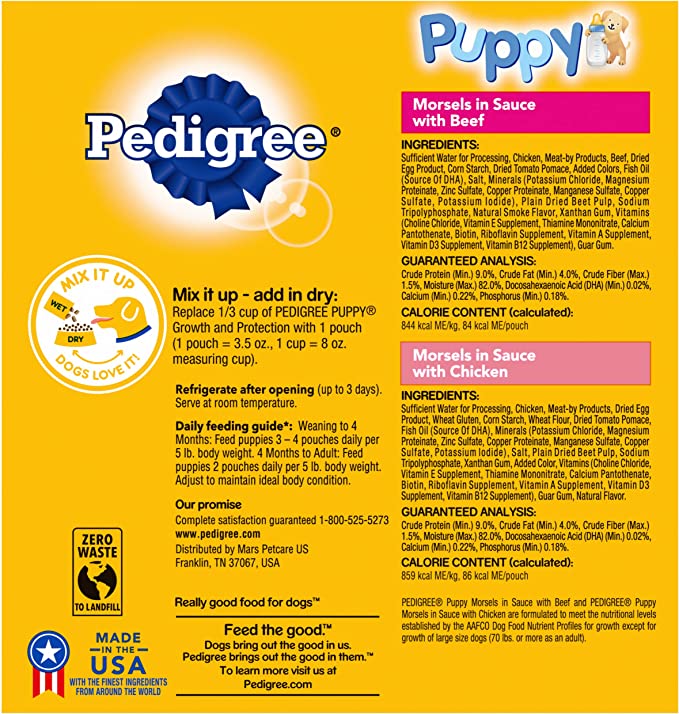 Pedigree®
MIX IT UP
WET
DRY
DOGS LOVE IT!
Mix it up - add in dry:
Replace 1/3 cup of PEDIGREE PUPPY®
Growth and Protection with 1 pouch
(1 pouch = 3.5 oz., 1 cup = 8 oz.
measuring cup).
Refrigerate after opening (up to 3 days).
Serve at room temperature.
Daily feeding guide*: Weaning to 4
Months: Feed puppies 3 – 4 pouches daily per
5 lb. body weight. 4 Months to Adult: Feed
puppies 2 pouches daily per 5 lb. body weight.
Adjust to maintain ideal body condition.
Our promise
Complete satisfaction guaranteed 1-800-525-5273
www.pedigree.com
Distributed by Mars Petcare US
Franklin, TN 37067, USA
ZERO
WASTE
TO LANDFILL
MADE
IN THE
USA
WITH THE FINEST INGREDIENTS
FROM AROUND THE WORLD
Really good food for dogs™
Feed the good.™
Dogs bring out the good in us.
Pedigree brings out the good in them.™
To learn more visit us at
Pedigree.com
Puppy
Morsels in Sauce
with Beef
INGREDIENTS:
Sufficient Water for Processing, Chicken, Meat-by Products, Beef, Dried
Egg Product, Corn Starch, Dried Tomato Pomace, Added Colors, Fish Oil
(Source Of DHA), Salt, Minerals (Potassium Chloride, Magnesium
Proteinate, Zinc Sulfate, Copper Proteinate, Manganese Sulfate, Copper
Sulfate, Potassium Iodide), Plain Dried Beet Pulp, Sodium
Tripolyphosphate, Natural Smoke Flavor, Xanthan Gum, Vitamins
(Choline Chloride, Vitamin E Supplement, Thiamine Mononitrate, Calcium
Pantothenate, Biotin, Riboflavin Supplement, Vitamin A Supplement,
Vitamin D3 Supplement, Vitamin B12 Supplement), Guar Gum.
GUARANTEED ANALYSIS:
Crude Protein (Min.) 9.0%, Crude Fat (Min.) 4.0%, Crude Fiber (Max.)
1.5%, Moisture (Max.) 82.0%, Docosahexaenoic Acid (DHA) (Min.) 0.02%,
Calcium (Min.) 0.22%, Phosphorus (Min.) 0.18%.
CALORIE CONTENT (calculated):
844 kcal ME/kg, 84 kcal ME/pouch
Morsels in Sauce
with Chicken
INGREDIENTS:
Sufficient Water for Processing, Chicken, Meat-by Products, Dried Egg
Product, Wheat Gluten, Corn Starch, Wheat Flour, Dried Tomato Pomace,
Fish Oil (Source Of DHA), Minerals (Potassium Chloride, Magnesium
Proteinate, Zinc Sulfate, Copper Proteinate, Manganese Sulfate, Copper
Sulfate, Potassium Iodide), Salt, Plain Dried Beet Pulp, Sodium
Tripolyphosphate, Xanthan Gum, Added Color, Vitamins (Choline Chloride,
Vitamin E Supplement, Thiamine Mononitrate, Calcium Pantothenate,
Biotin, Riboflavin Supplement, Vitamin A Supplement, Vitamin D3
Supplement, Vitamin B12 Supplement), Guar Gum, Natural Flavor.
GUARANTEED ANALYSIS:
Crude Protein (Min.) 9.0%, Crude Fat (Min.) 4.0%, Crude Fiber (Max.)
1.5%, Moisture (Max.) 82.0%, Docosahexaenoic Acid (DHA) (Min.) 0.02%,
Calcium (Min.) 0.22%, Phosphorus (Min.) 0.18%.
CALORIE CONTENT (calculated):
859 kcal ME/kg, 86 kcal ME/pouch
PEDIGREE® Puppy Morsels in Sauce with Beef and PEDIGREE® Puppy
Morsels in Sauce with Chicken are formulated to meet the nutritional levels
established by the AAFCO Dog Food Nutrient Profiles for growth except for
growth of large size dogs (70 lbs. or more as an adult).